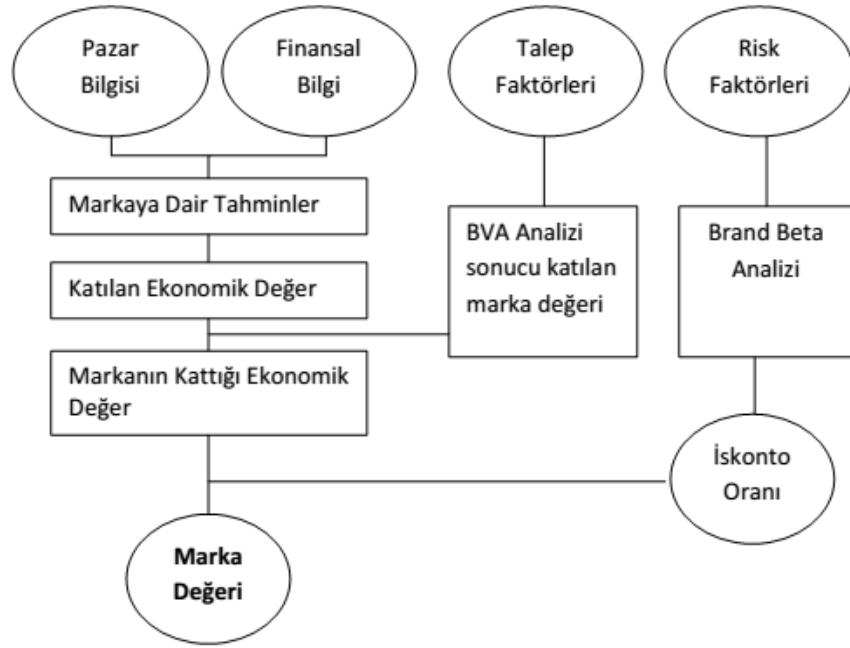 Pazar
Bilgisi
Finansal
Bilgi
Talep
Faktörleri
Risk
Faktörleri
Markaya Dair Tahminler
Katılan Ekonomik Değer
Markanın Kattığı Ekonomik
Değer
BVA Analizi
sonucu katılan
marka değeri
Brand Beta
Analizi
İskonto
Oranı
Marka
Değeri